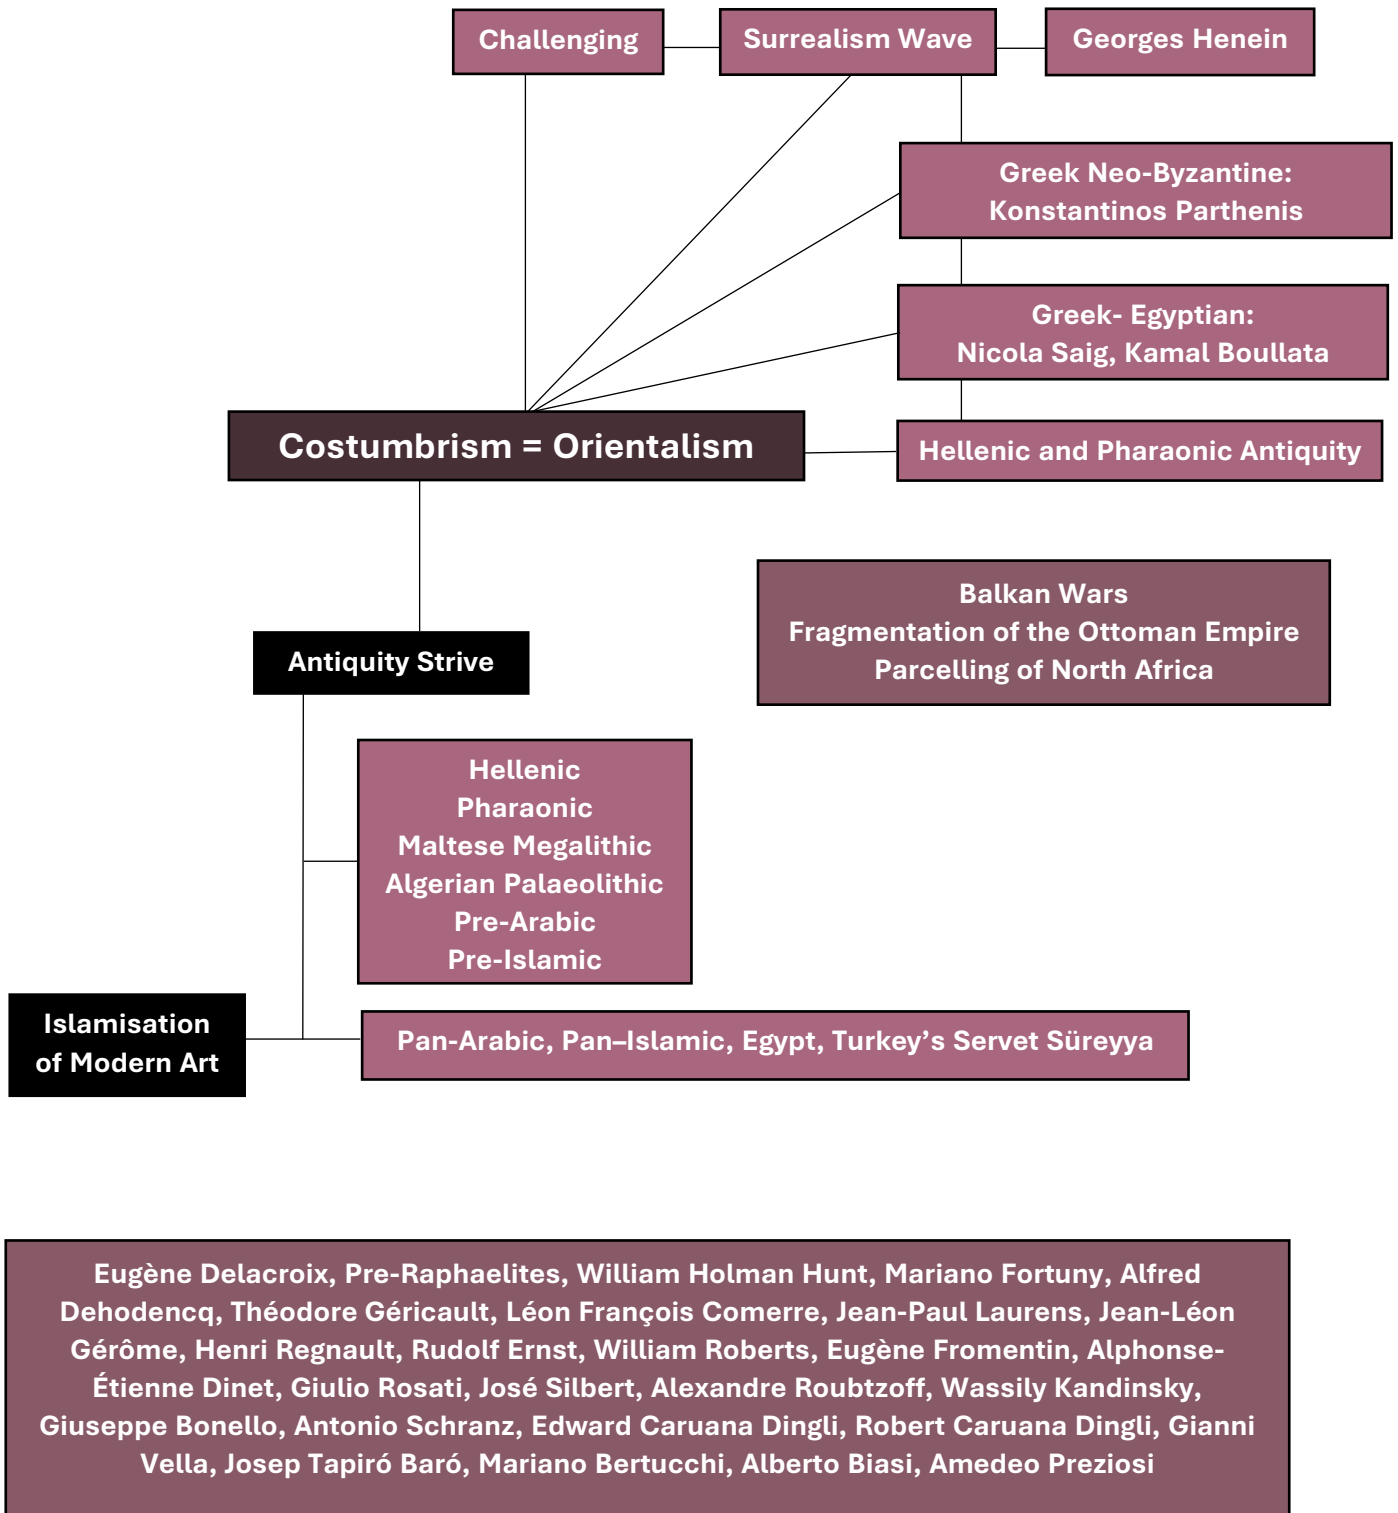 Challenging
Surrealism Wave
Georges Henein
Greek Neo-Byzantine:
Konstantinos Parthenis
Greek- Egyptian:
Nicola Saig, Kamal Boullata
Costumbrism = Orientalism
Hellenic and Pharaonic Antiquity
Balkan Wars
Fragmentation of the Ottoman Empire
Parcelling of North Africa
Antiquity Strive
Hellenic
Pharaonic
Maltese Megalithic
Algerian Palaeolithic
Pre-Arabic
Pre-Islamic
Islamisation
of Modern Art
Pan-Arabic, Pan–Islamic, Egypt, Turkey’s Servet Süreyya
Eugène Delacroix, Pre-Raphaelites, William Holman Hunt, Mariano Fortuny, Alfred
Dehodencq, Théodore Géricault, Léon François Comerre, Jean-Paul Laurens, Jean-Léon
Gérôme, Henri Regnault, Rudolf Ernst, William Roberts, Eugène Fromentin, Alphonse-
Étienne Dinet, Giulio Rosati, José Silbert, Alexandre Roubtzoff, Wassily Kandinsky,
Giuseppe Bonello, Antonio Schranz, Edward Caruana Dingli, Robert Caruana Dingli, Gianni
Vella, Josep Tapiró Baró, Mariano Bertucchi, Alberto Biasi, Amedeo Preziosi